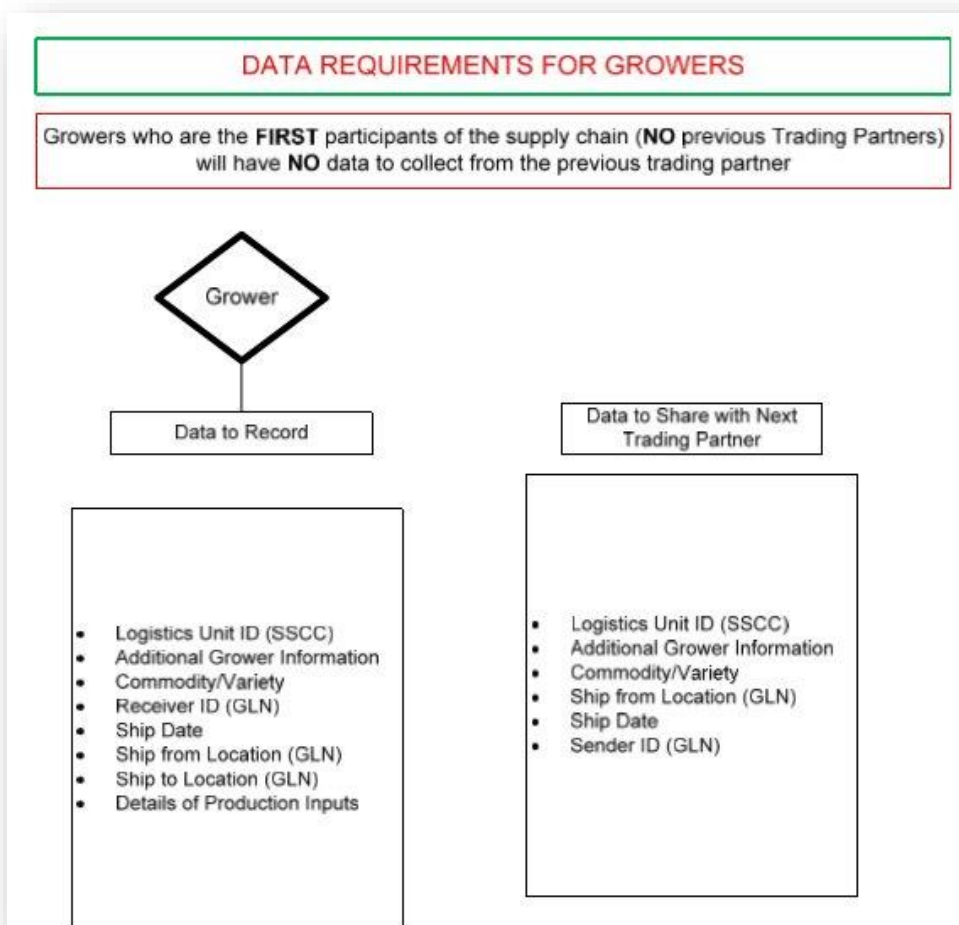 DATA REQUIREMENTS FOR GROWERS
Growers who are the FIRST participants of the supply chain (NO previous Trading Partners)
will have NO data to collect from the previous trading partner
Grower
Data to Record
• Logistics Unit ID (SSCC)
• Additional Grower Information
• Commodity/Variety
• Receiver ID (GLN)
• Ship Date
• Ship from Location (GLN)
• Ship to Location (GLN)
• Details of Production Inputs
Data to Share with Next
Trading Partner
• Logistics Unit ID (SSCC)
• Additional Grower Information
• Commodity/Variety
• Ship from Location (GLN)
• Ship Date
• Sender ID (GLN)